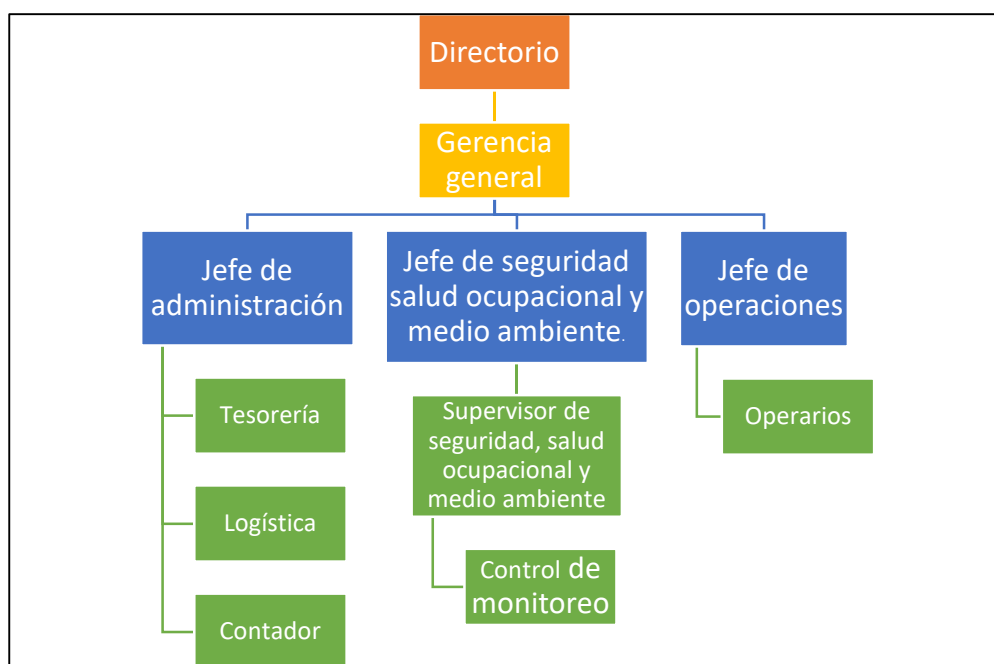 Directorio
Gerencia
general
Jefe de
administración
Jefe de seguridad
salud ocupacional y
medio ambiente.
Jefe de
operaciones
Tesorería
Logística
Contador
Supervisor de
seguridad, salud
ocupacional y
medio ambiente
Control de
monitoreo
Operarios